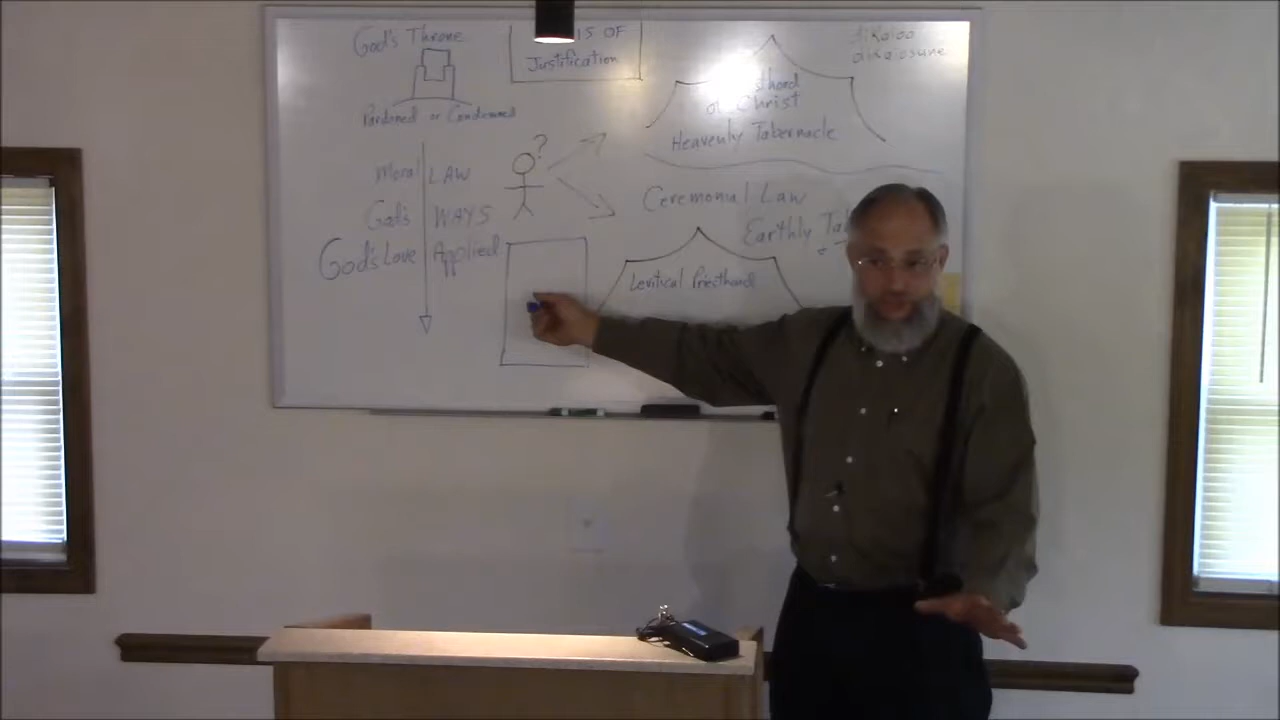 God's Throne
Pardoned or Condemned
Moral LAW
God's WAYS
God's Love Applied
IS OF
Justification
?
dikaioo
dikaiosune
of Christ
Heavenly Tabernacle
Ceremonial Law
Earthly
Levitical Priesthood